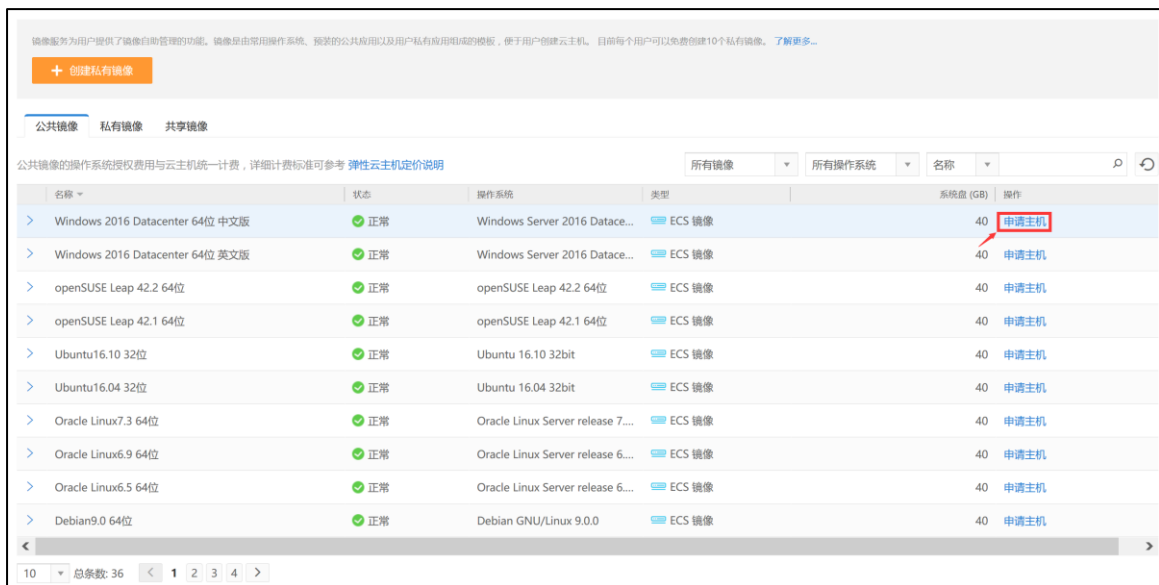 镜像服务为用户提供了镜像自助管理的功能。镜像是由常用操作系统、预装的公共应用以及用户私有应用组成的模板，便于用户创建云主机。 目前每个用户可以免费创建10个私有镜像。 了解更多...
+ 创建私有镜像
公共镜像 私有镜像 共享镜像
公共镜像的操作系统授权费用与云主机统一计费，详细计费标准可参考 弹性云主机定价说明 所有镜像 所有操作系统 名称
名称 状态 操作系统 类型 系统盘 (GB) 操作
Windows 2016 Datacenter 64位 中文版 正常 Windows Server 2016 Datace... ECS 镜像 40 申请主机
Windows 2016 Datacenter 64位 英文版 正常 Windows Server 2016 Datace... ECS 镜像 40 申请主机
openSUSE Leap 42.2 64位 正常 openSUSE Leap 42.2 64位 ECS 镜像 40 申请主机
openSUSE Leap 42.1 64位 正常 openSUSE Leap 42.1 64位 ECS 镜像 40 申请主机
Ubuntu16.10 32位 正常 Ubuntu 16.10 32bit ECS 镜像 40 申请主机
Ubuntu16.04 32位 正常 Ubuntu 16.04 32bit ECS 镜像 40 申请主机
Oracle Linux7.3 64位 正常 Oracle Linux Server release 7.... ECS 镜像 40 申请主机
Oracle Linux6.9 64位 正常 Oracle Linux Server release 6.... ECS 镜像 40 申请主机
Oracle Linux6.5 64位 正常 Oracle Linux Server release 6.... ECS 镜像 40 申请主机
Debian9.0 64位 正常 Debian GNU/Linux 9.0.0 ECS 镜像 40 申请主机
10 总条数: 36 < 1 2 3 4 >